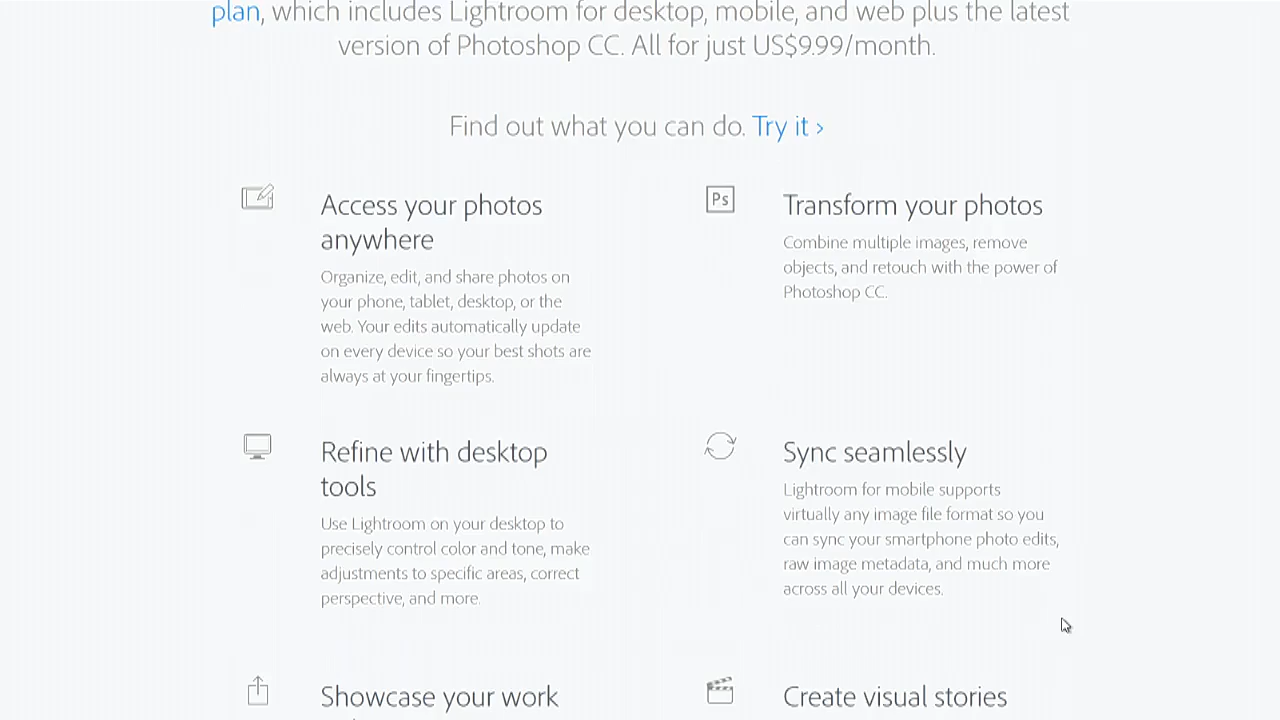 plan, which includes Lightroom for desktop, mobile, and web plus the latest
version of Photoshop CC. All for just US$9.99/month.
Find out what you can do. Try it ›
Access your photos
anywhere
Organize, edit, and share photos on
your phone, tablet, desktop, or the
web. Your edits automatically update
on every device so your best shots are
always at your fingertips.
Ps
Transform your photos
Combine multiple images, remove
objects, and retouch with the power of
Photoshop CC.
Refine with desktop
tools
Use Lightroom on your desktop to
precisely control color and tone, make
adjustments to specific areas, correct
perspective, and more.
Sync seamlessly
Lightroom for mobile supports
virtually any image file format so you
can sync your smartphone photo edits,
raw image metadata, and much more
across all your devices.
Showcase your work
Create visual stories